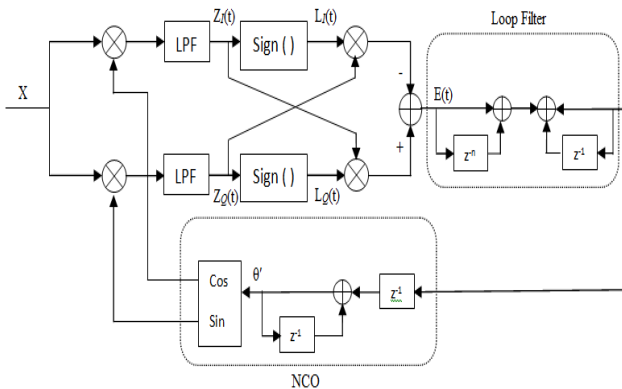 Loop Filter
Z_I(t)
L_I(t)
LPF
Sign ( )
X
-
E(t)
+
z⁻ⁿ
z⁻¹
LPF
Sign ( )
Z_Q(t)
L_Q(t)
Cos
Sin
θ'
z⁻¹
z⁻¹
NCO